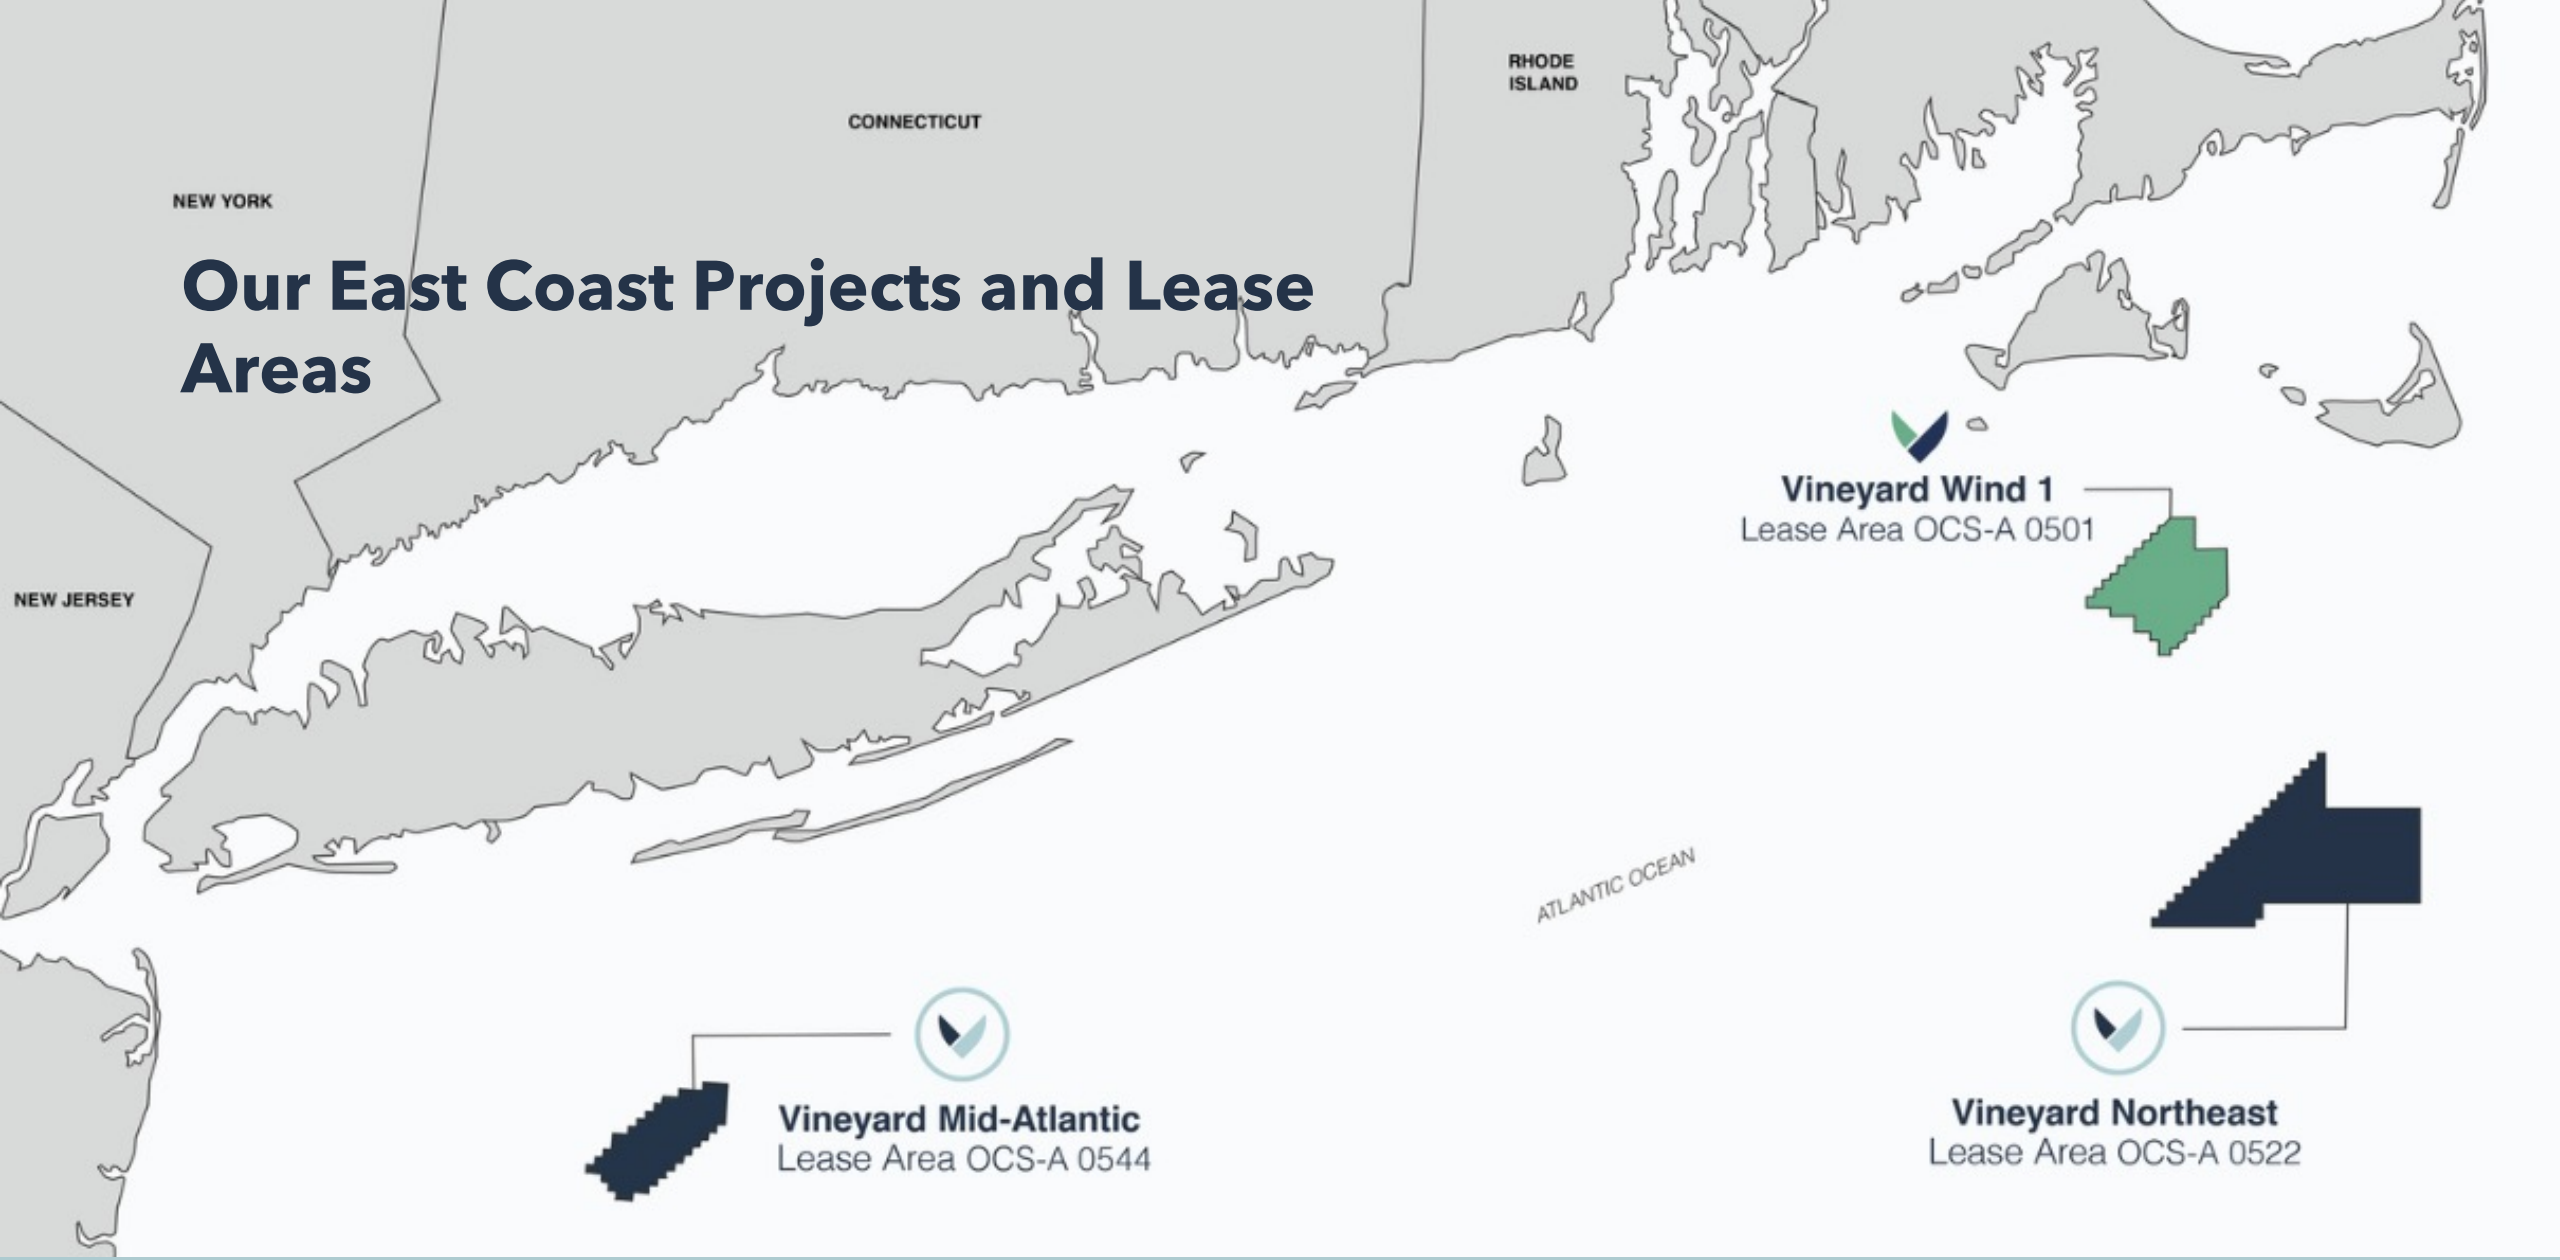 RHODE
ISLAND
CONNECTICUT
NEW YORK
Our East Coast Projects and Lease
Areas
Vineyard Wind 1
Lease Area OCS-A 0501
NEW JERSEY
ATLANTIC OCEAN
Vineyard Mid-Atlantic
Lease Area OCS-A 0544
Vineyard Northeast
Lease Area OCS-A 0522